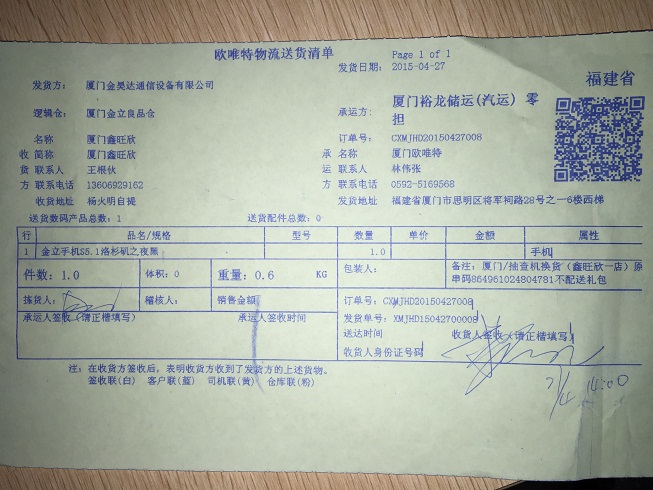 欧唯特物流送货清单
Page 1 of 1
发货日期： 2015-04-27
发货方： 厦门金昊达通信设备有限公司
福建省
逻辑仓： 厦门金立良品仓
承运方: 厦门裕龙储运(汽运) 零担
订单号: CXMJHD20150427008
名称 厦门鑫旺欣
承 名称 厦门欧唯特
收 简称 厦门鑫旺欣
货 联系人 王根伙
运 联系人 林伟张
方 联系电话 13606929162
方 联系电话 0592-5169568
收货地址 杨火明自提
发货地址 福建省厦门市思明区将军祠路28号之一6楼西梯
送货数码产品总数: 1 送货配件总数: 0
行 品名/规格 型号 数量 单价 金额 属性
1 金立手机S5.1洛杉矶之夜黑 1.0 手机
件数: 1.0 体积: 0 重量: 0.6 KG 包装人:
备注: 厦门/抽查机换货（鑫旺欣一店）原
串码864961024804781不配送礼包
拣货人: 稽核人: 销售金额
订单号: CXMJHD20150427008
承运人签收（请正楷填写） 承运人签收时间
发货单号: XMJHD15042700008
送达时间 收货人签收（请正楷填写）
收货人身份证号码
注: 在收货方签收后，表明收货方收到了发货方的上述货物。
签收联(白) 客户联(蓝) 司机联(黄) 仓库联(粉)
14:00